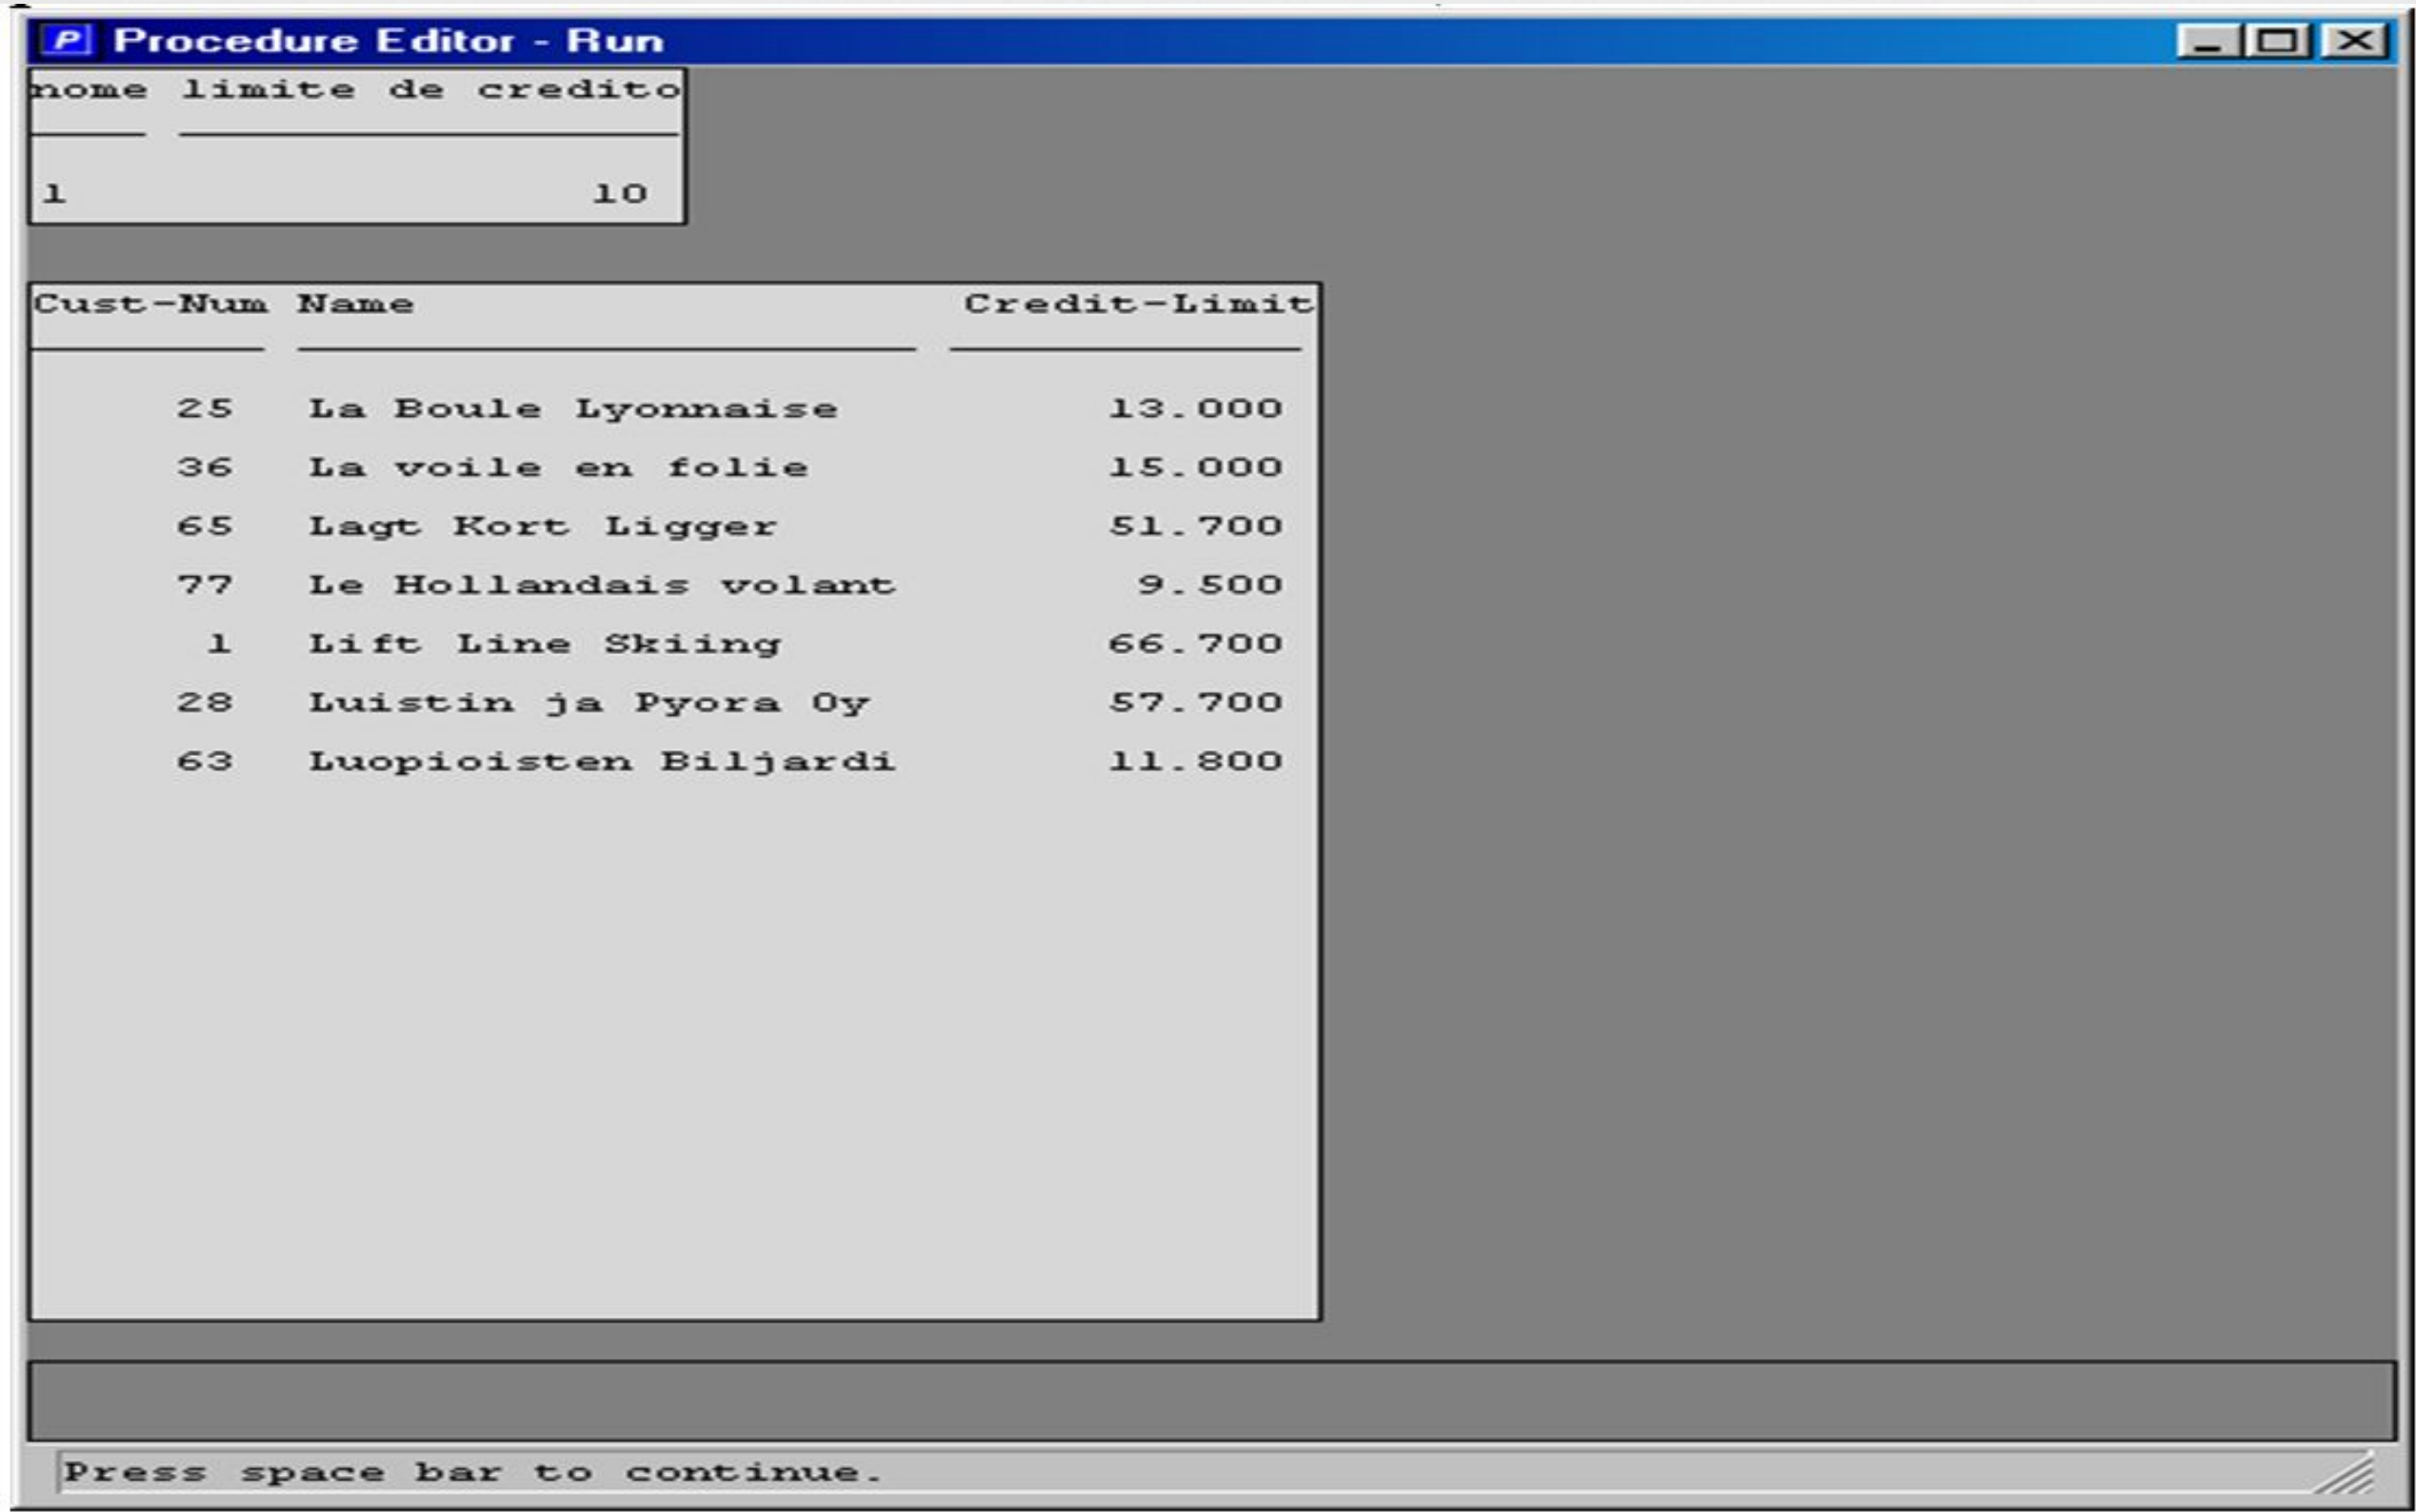 P Procedure Editor - Run
nome limite de credito
l 10
Cust-Num Name Credit-Limit
25 La Boule Lyonnaise 13.000
36 La voile en folie 15.000
65 Lagt Kort Ligger 51.700
77 Le Hollandais volant 9.500
1 Lift Line Skiing 66.700
28 Luistin ja Pyora Oy 57.700
63 Luopioisten Biljardi 11.800
Press space bar to continue.